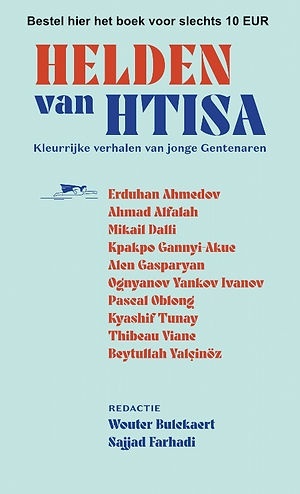 Bestel hier het boek voor slechts 10 EUR
HELDEN
van HTISA
Kleurrijke verhalen van jonge Gentenaren
Erduhan Ahmedov
Ahmad Alfalah
Mikail Dalli
Kpakpo Gannyi-Akue
Alen Gasparyan
Ognyanov Yankov Ivanov
Pascal Oblong
Kyashif Tunay
Thibeau Viane
Beytullah Yalçinöz
REDACTIE
Wouter Bulckaert
Sajjad Farhadi